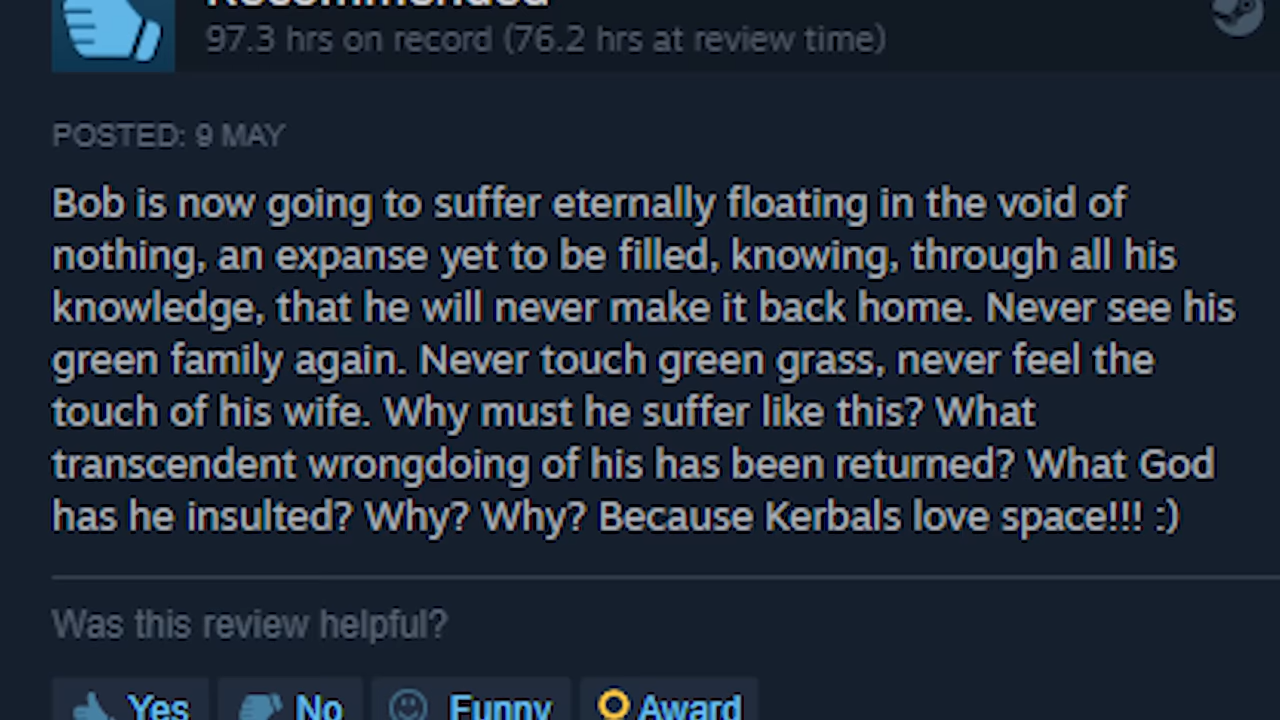 Recommended
97.3 hrs on record (76.2 hrs at review time)
POSTED: 9 MAY
Bob is now going to suffer eternally floating in the void of
nothing, an expanse yet to be filled, knowing, through all his
knowledge, that he will never make it back home. Never see his
green family again. Never touch green grass, never feel the
touch of his wife. Why must he suffer like this? What
transcendent wrongdoing of his has been returned? What God
has he insulted? Why? Why? Because Kerbals love space!!! :)
Was this review helpful?
Yes No Funny Award